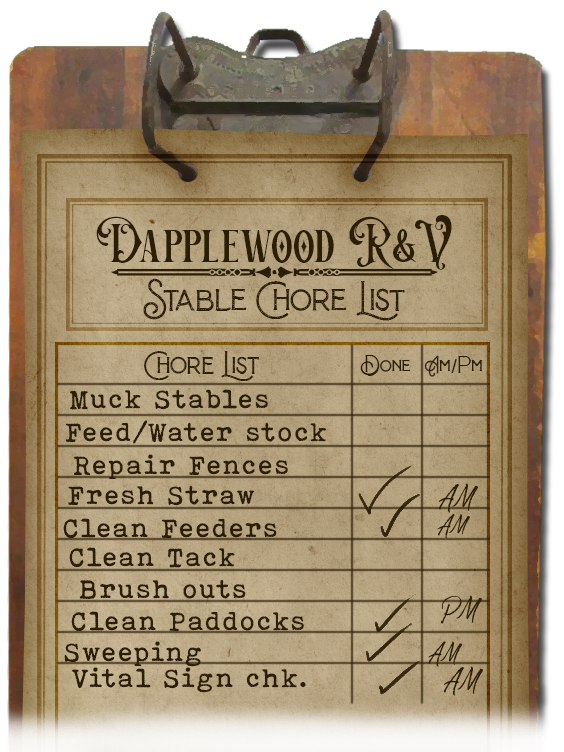 Dapplewood R&V
Stable Chore List
Chore List Done Am/Pm
Muck Stables
Feed/Water stock
Repair Fences
Fresh Straw ✓ AM
Clean Feeders ✓ AM
Clean Tack
Brush outs
Clean Paddocks ✓ PM
Sweeping ✓ AM
Vital Sign chk. ✓ AM